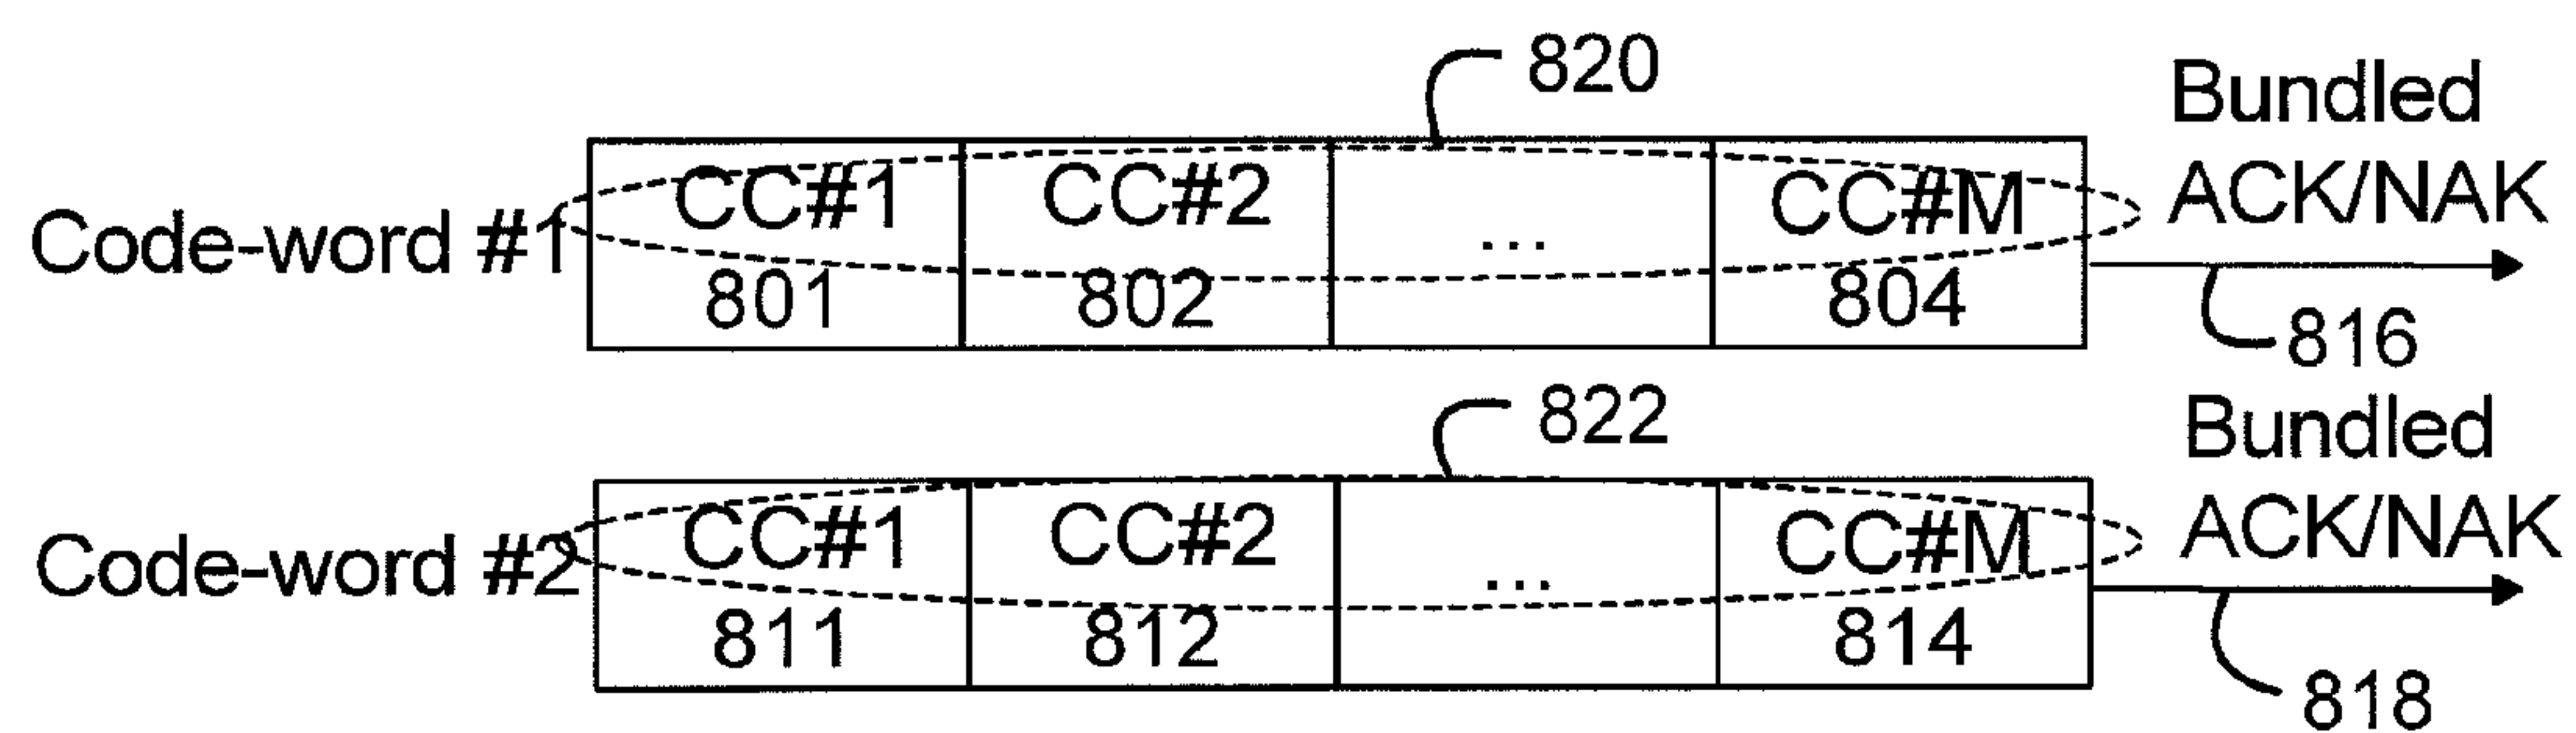 820
Bundled
ACK/NAK
Code-word #1 CC#1 CC#2 ... CC#M
801 802 804
816
822
Bundled
ACK/NAK
Code-word #2 CC#1 CC#2 ... CC#M
811 812 814
818